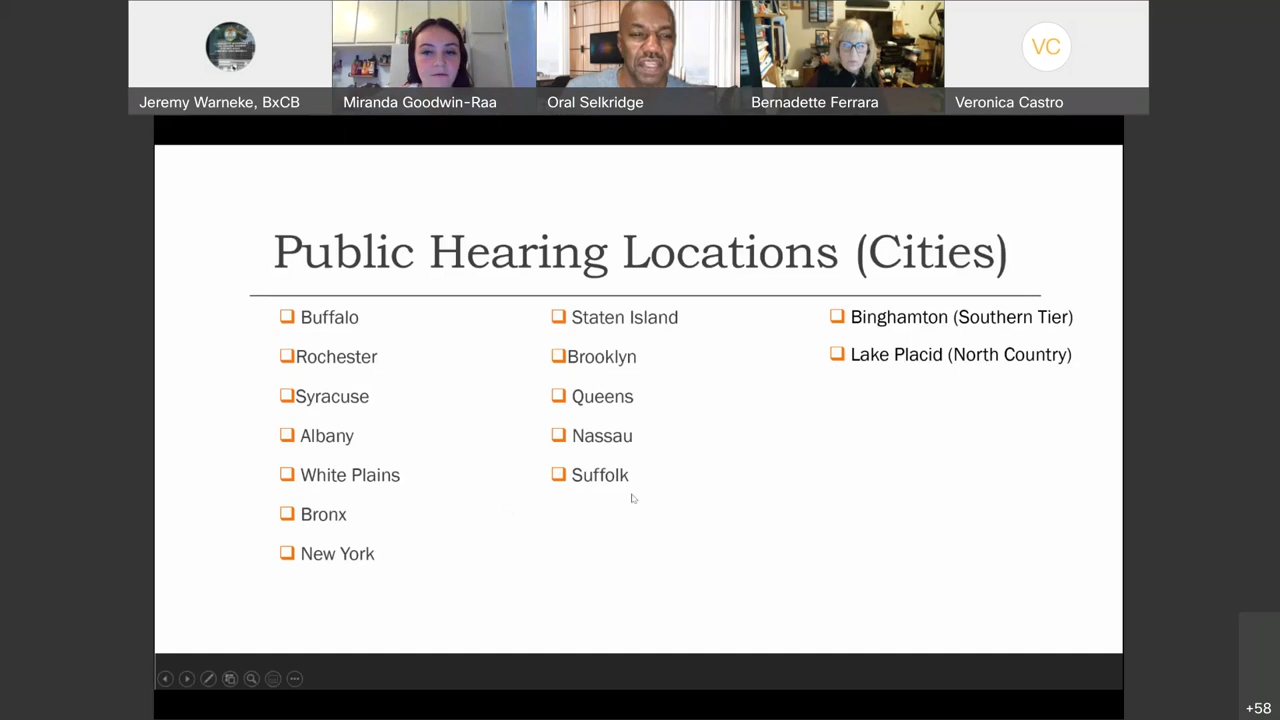 Jeremy Warneke, BxCB
Miranda Goodwin-Raa
Oral Selkridge
Bernadette Ferrara
VC
Veronica Castro
Public Hearing Locations (Cities)
Buffalo
Rochester
Syracuse
Albany
White Plains
Bronx
New York
Staten Island
Brooklyn
Queens
Nassau
Suffolk
Binghamton (Southern Tier)
Lake Placid (North Country)
+58